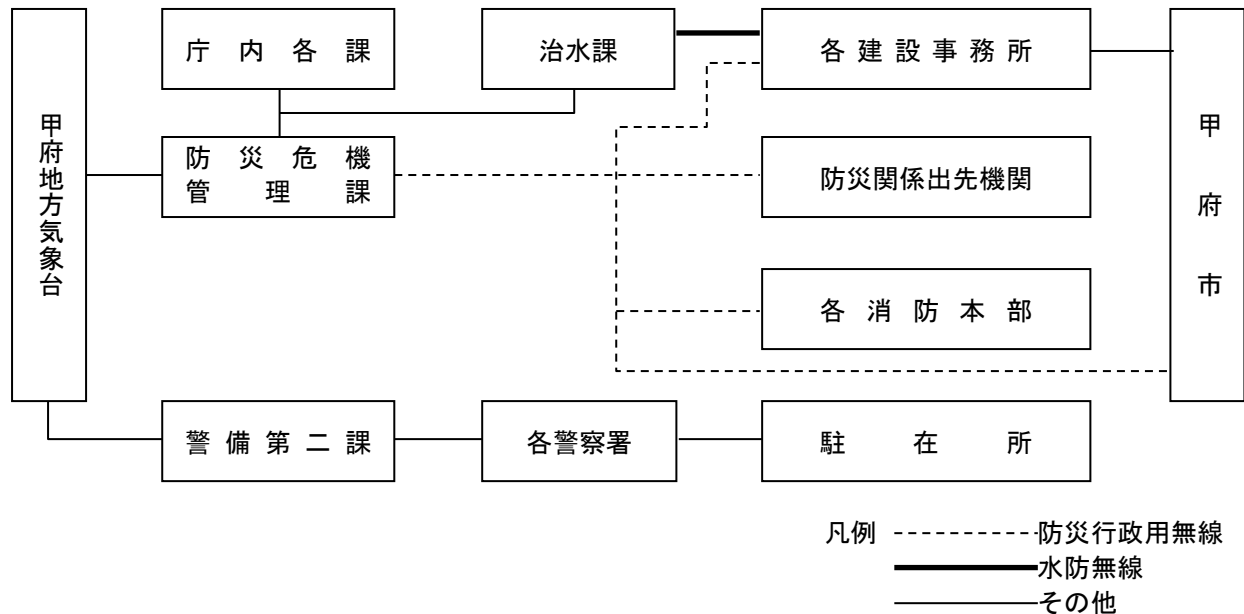 甲府地方気象台
庁内各課
治水課
各建設事務所
甲府市
防災危機
管理課
防災関係出先機関
各消防本部
警備第二課
各警察署
駐在所
凡例 防災行政用無線
水防無線
その他